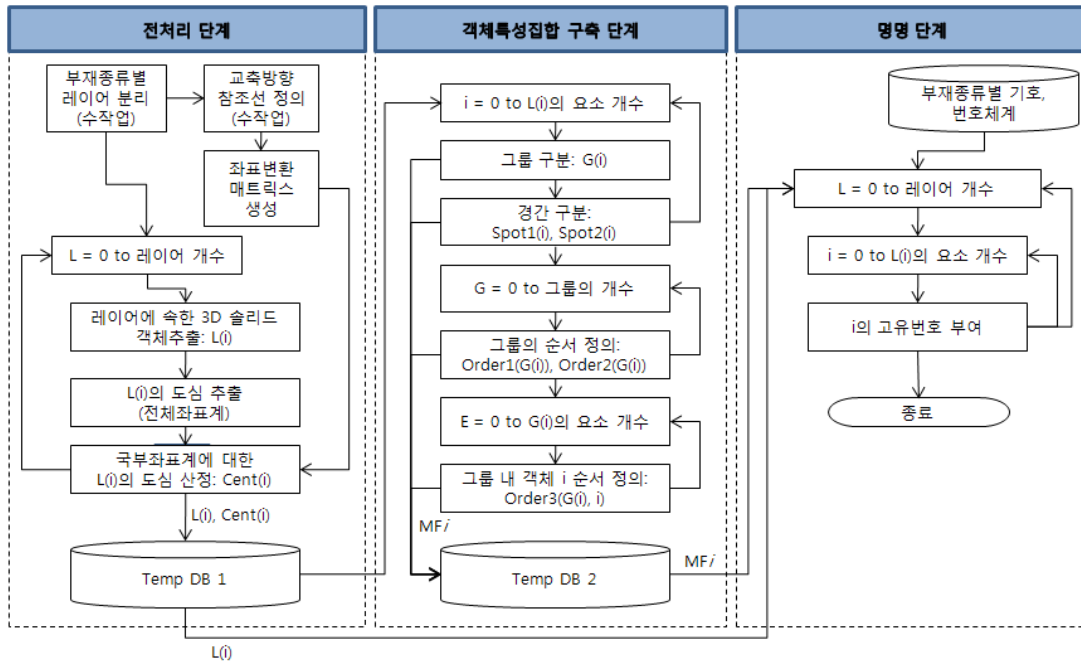 전처리 단계
부재종류별
레이어 분리
(수작업)
교축방향
참조선 정의
(수작업)
좌표변환
매트릭스
생성
L = 0 to 레이어 개수
레이어에 속한 3D 솔리드
객체추출: L(i)
L(i)의 도심 추출
(전체좌표계)
국부좌표계에 대한
L(i)의 도심 산정: Cent(i)
L(i), Cent(i)
Temp DB 1
L(i)
객체특성집합 구축 단계
i = 0 to L(i)의 요소 개수
그룹 구분: G(i)
경간 구분:
Spot1(i), Spot2(i)
G = 0 to 그룹의 개수
그룹의 순서 정의:
Order1(G(i)), Order2(G(i))
E = 0 to G(i)의 요소 개수
그룹 내 객체 i 순서 정의:
Order3(G(i), i)
MFi
Temp DB 2
MFi
명명 단계
부재종류별 기호,
번호체계
L = 0 to 레이어 개수
i = 0 to L(i)의 요소 개수
i의 고유번호 부여
종료